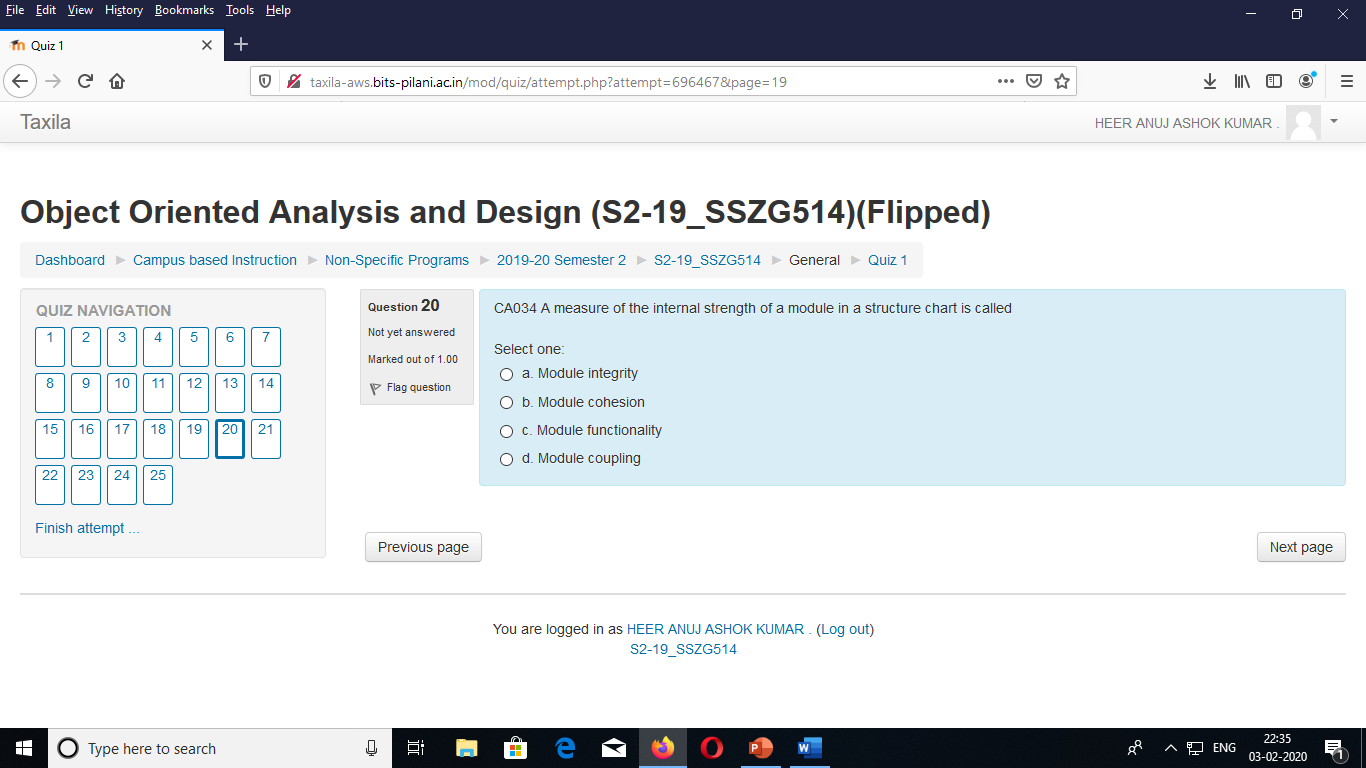 File Edit View History Bookmarks Tools Help
Quiz 1
taxila-aws.bits-pilani.ac.in/mod/quiz/attempt.php?attempt=696467&page=19
Taxila
HEER ANUJ ASHOK KUMAR .
Object Oriented Analysis and Design (S2-19_SSZG514)(Flipped)
Dashboard Campus based Instruction Non-Specific Programs 2019-20 Semester 2 S2-19_SSZG514 General Quiz 1
QUIZ NAVIGATION
1 2 3 4 5 6 7
8 9 10 11 12 13 14
15 16 17 18 19 20 21
22 23 24 25
Finish attempt ...
Question 20
Not yet answered
Marked out of 1.00
Flag question
CA034 A measure of the internal strength of a module in a structure chart is called
Select one:
a. Module integrity
b. Module cohesion
c. Module functionality
d. Module coupling
Previous page
Next page
You are logged in as HEER ANUJ ASHOK KUMAR . (Log out)
S2-19_SSZG514
Type here to search
ENG
22:35
03-02-2020
1